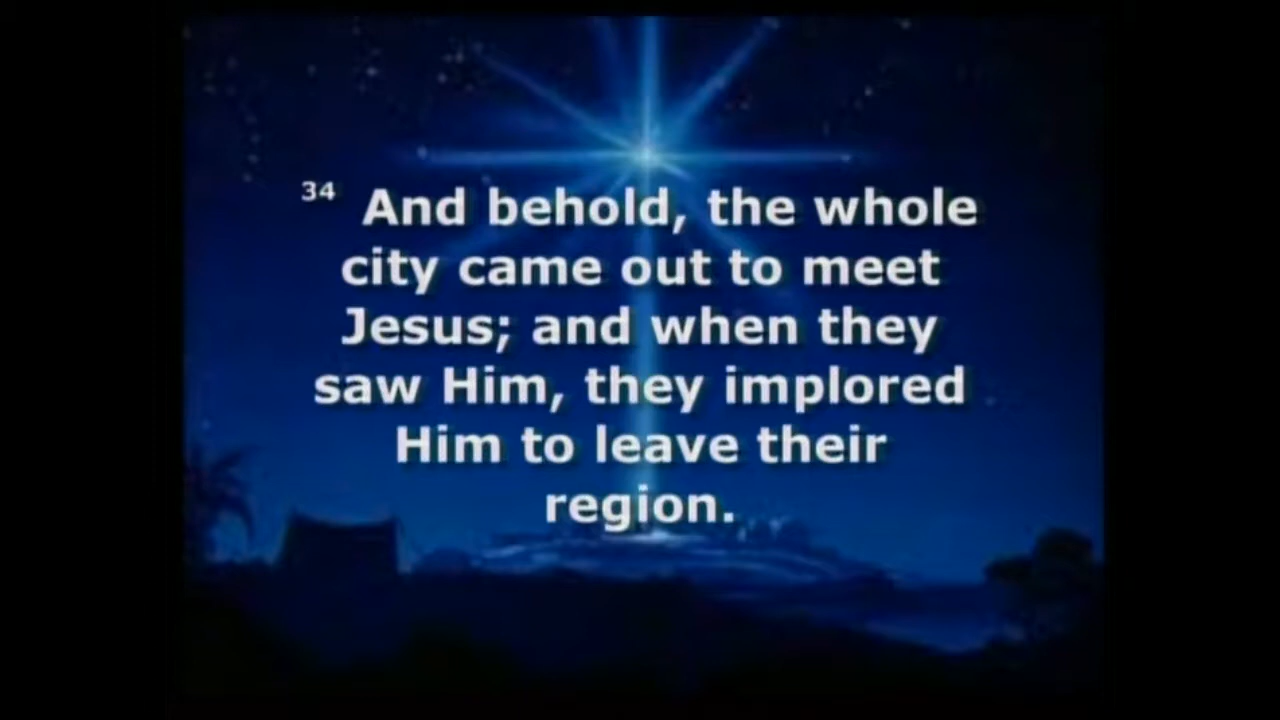 34 And behold, the whole
city came out to meet
Jesus; and when they
saw Him, they implored
Him to leave their
region.